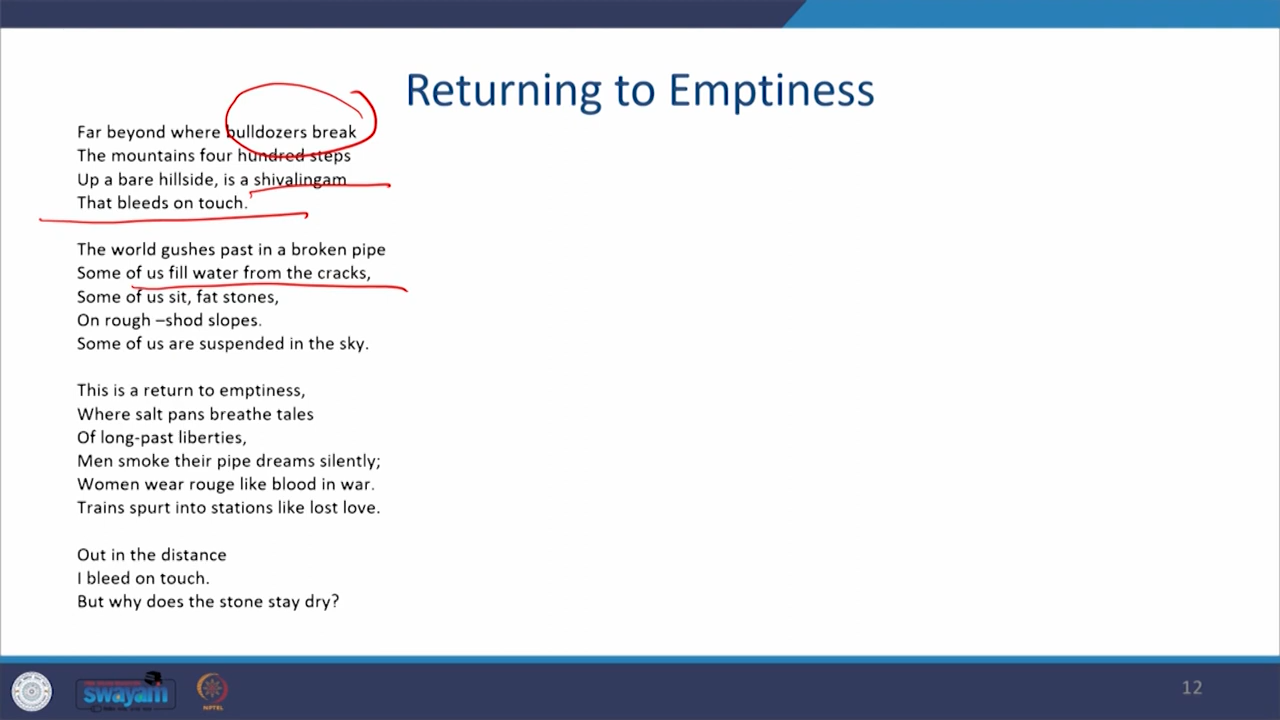 Returning to Emptiness
Far beyond where bulldozers break
The mountains four hundred steps
Up a bare hillside, is a shivalingam
That bleeds on touch.
The world gushes past in a broken pipe
Some of us fill water from the cracks,
Some of us sit, fat stones,
On rough –shod slopes.
Some of us are suspended in the sky.
This is a return to emptiness,
Where salt pans breathe tales
Of long-past liberties,
Men smoke their pipe dreams silently;
Women wear rouge like blood in war.
Trains spurt into stations like lost love.
Out in the distance
I bleed on touch.
But why does the stone stay dry?
swayam
NPTEL
12